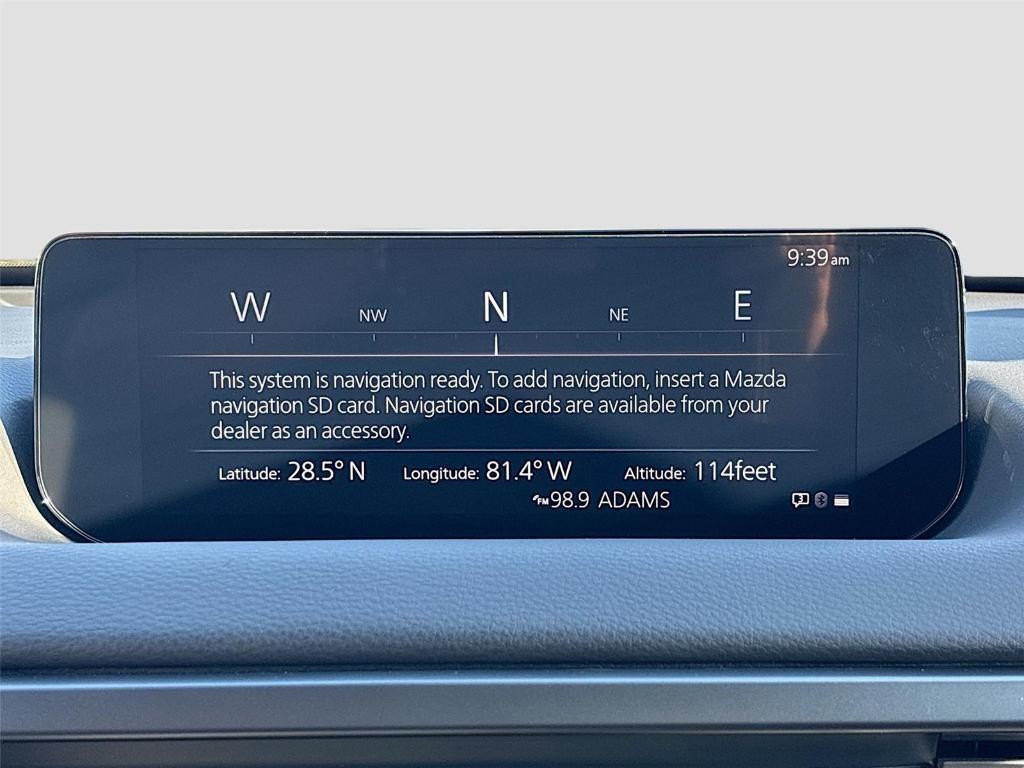 9:39am
W NW N NE E
This system is navigation ready. To add navigation, insert a Mazda
navigation SD card. Navigation SD cards are available from your
dealer as an accessory.
Latitude: 28.5° N Longitude: 81.4° W Altitude: 114feet
FM98.9 ADAMS